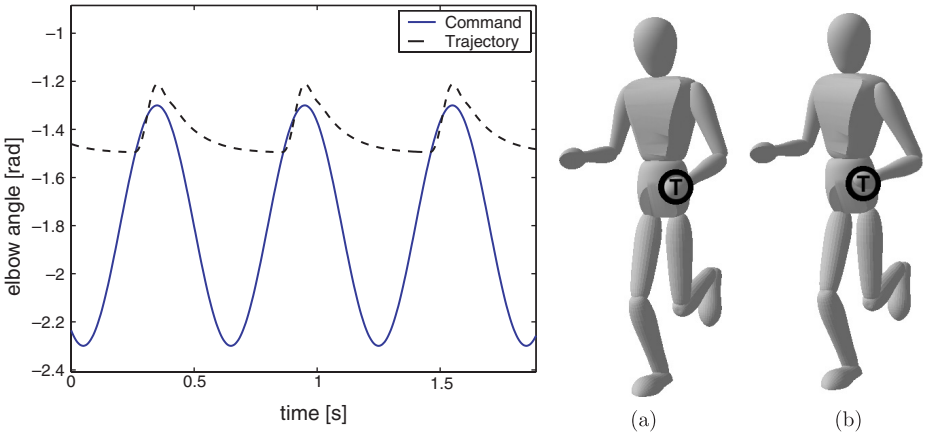 Command
Trajectory
−1
−1.2
−1.4
−1.6
−1.8
−2
−2.2
−2.4
elbow angle [rad]
0
0.5
1
1.5
time [s]
T
T
(a)
(b)